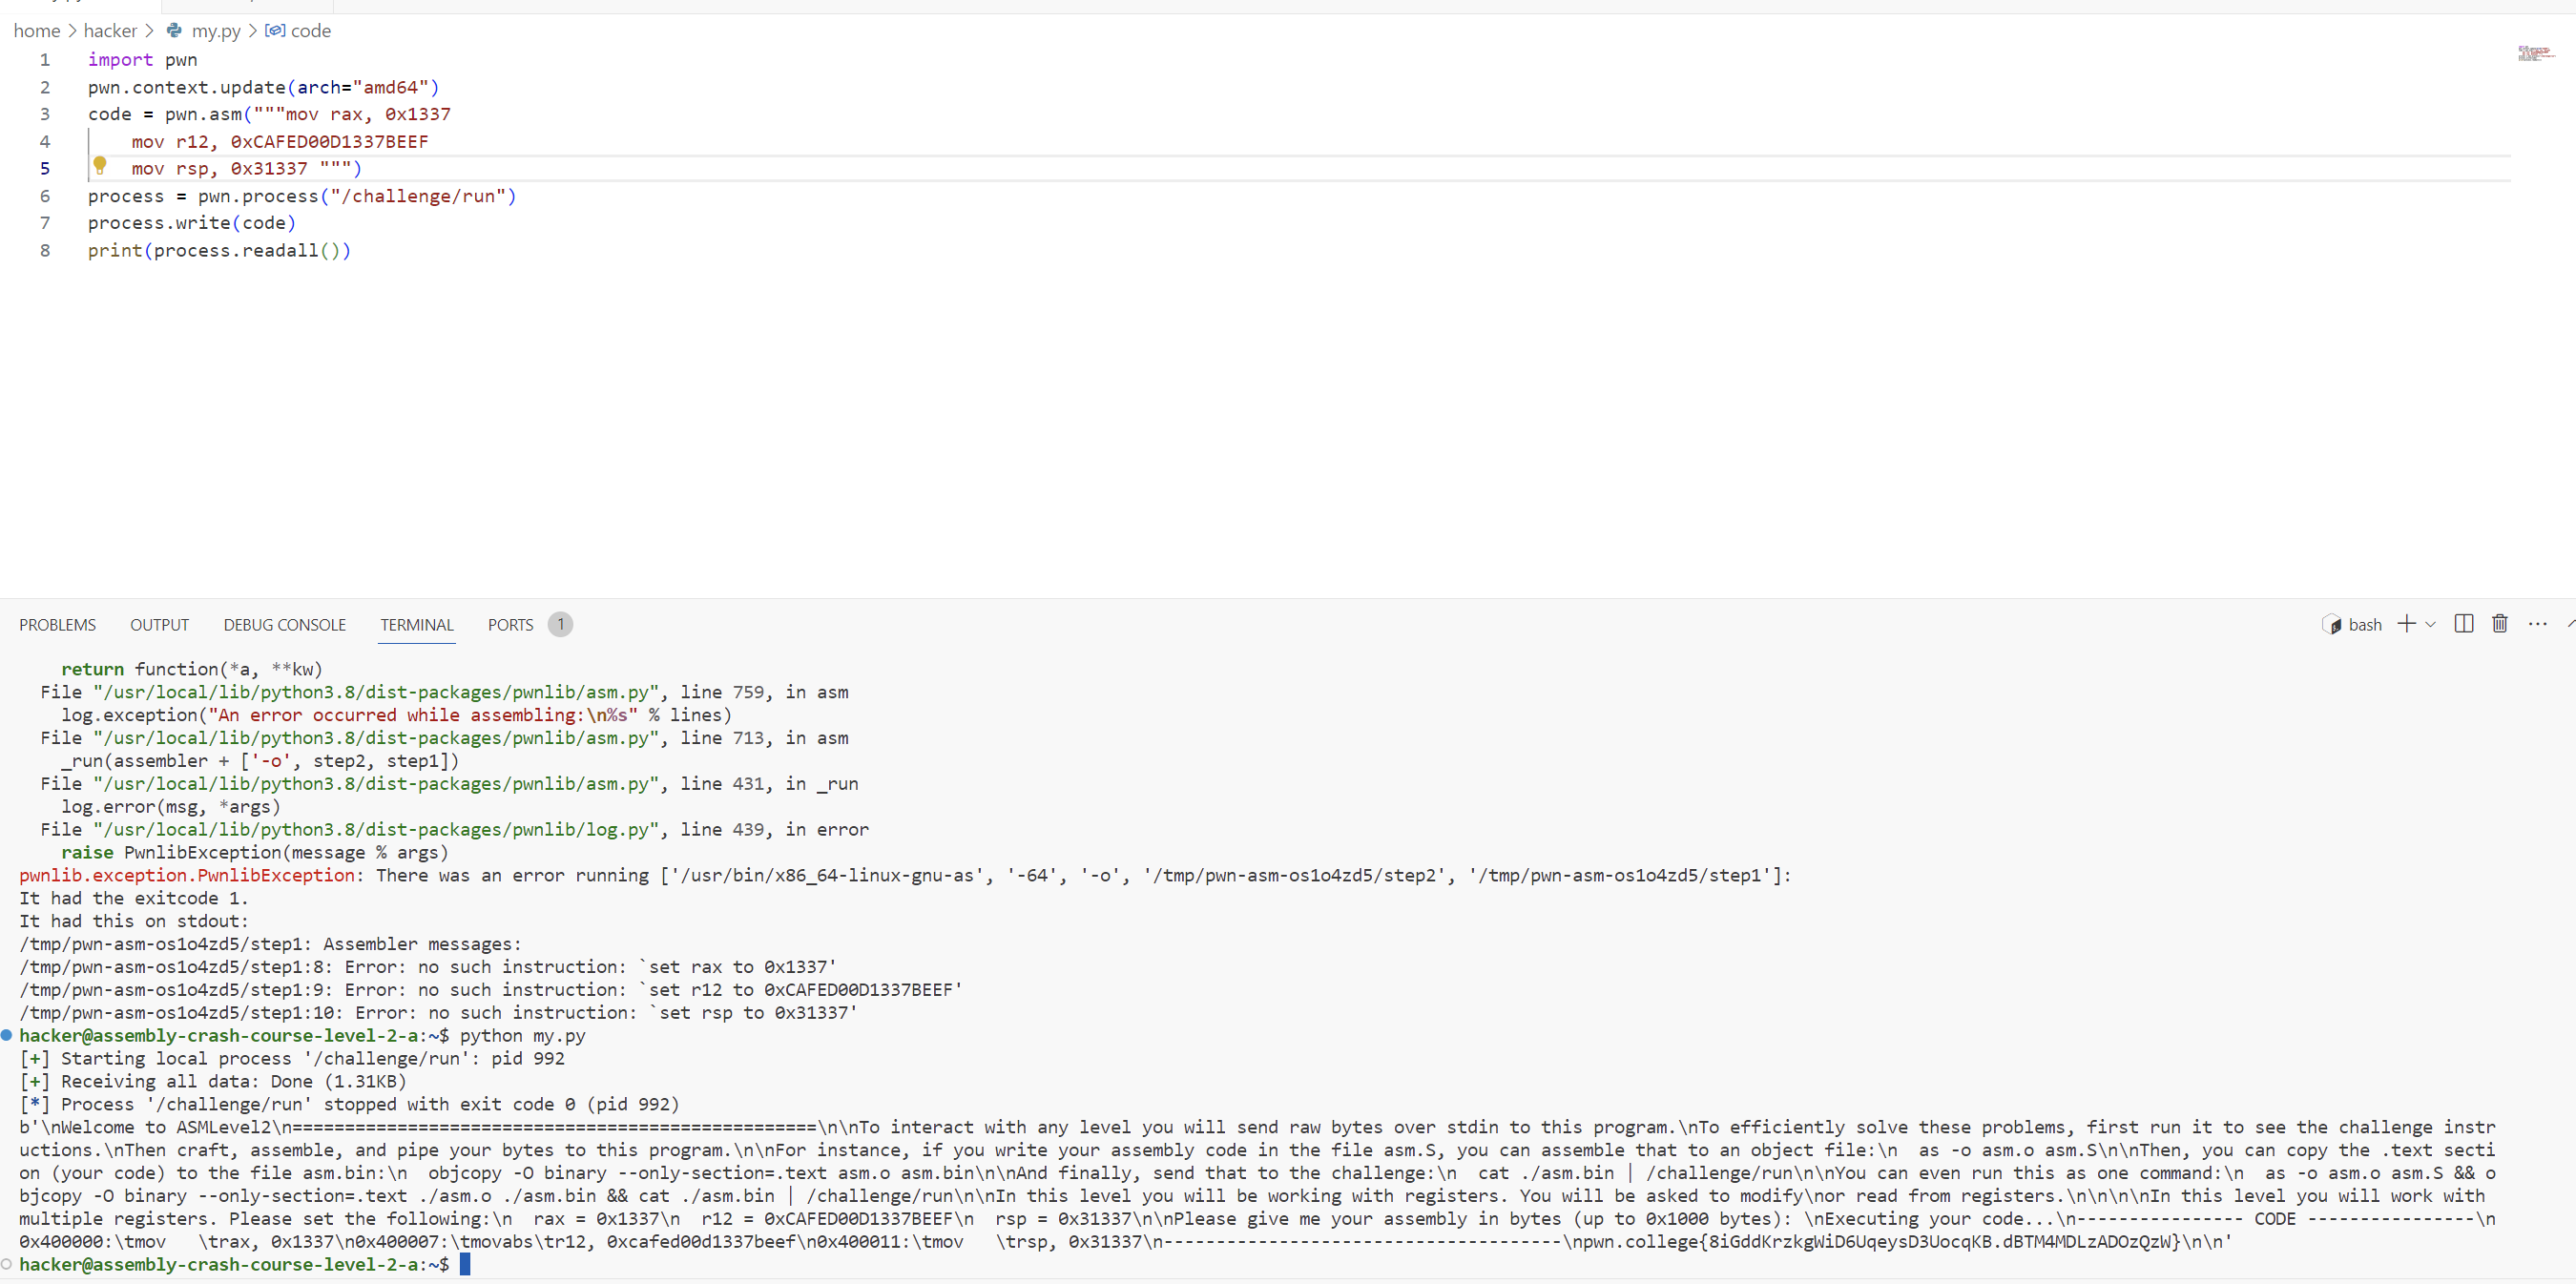 home > hacker > my.py > code
1 import pwn
2 pwn.context.update(arch="amd64")
3 code = pwn.asm("""mov rax, 0x1337
4     mov r12, 0xCAFED00D1337BEEF
5     mov rsp, 0x31337 """)
6 process = pwn.process("/challenge/run")
7 process.write(code)
8 print(process.readall())
PROBLEMS OUTPUT DEBUG CONSOLE TERMINAL PORTS 1 bash
    return function(*a, **kw)
  File "/usr/local/lib/python3.8/dist-packages/pwnlib/asm.py", line 759, in asm
    log.exception("An error occurred while assembling:\n%s" % lines)
  File "/usr/local/lib/python3.8/dist-packages/pwnlib/asm.py", line 713, in asm
    _run(assembler + ['-o', step2, step1])
  File "/usr/local/lib/python3.8/dist-packages/pwnlib/asm.py", line 431, in _run
    log.error(msg, *args)
  File "/usr/local/lib/python3.8/dist-packages/pwnlib/log.py", line 439, in error
    raise PwnlibException(message % args)
pwnlib.exception.PwnlibException: There was an error running ['/usr/bin/x86_64-linux-gnu-as', '-64', '-o', '/tmp/pwn-asm-os1o4zd5/step2', '/tmp/pwn-asm-os1o4zd5/step1']:
It had the exitcode 1.
It had this on stdout:
/tmp/pwn-asm-os1o4zd5/step1: Assembler messages:
/tmp/pwn-asm-os1o4zd5/step1:8: Error: no such instruction: `set rax to 0x1337'
/tmp/pwn-asm-os1o4zd5/step1:9: Error: no such instruction: `set r12 to 0xCAFED00D1337BEEF'
/tmp/pwn-asm-os1o4zd5/step1:10: Error: no such instruction: `set rsp to 0x31337'
hacker@assembly-crash-course-level-2-a:~$ python my.py
[+] Starting local process '/challenge/run': pid 992
[+] Receiving all data: Done (1.31KB)
[*] Process '/challenge/run' stopped with exit code 0 (pid 992)
b'\nWelcome to ASMLevel2\n==================================================\n\nTo interact with any level you will send raw bytes over stdin to this program.\nTo efficiently solve these problems, first run it to see the challenge instr
uctions.\nThen craft, assemble, and pipe your bytes to this program.\n\nFor instance, if you write your assembly code in the file asm.S, you can assemble that to an object file:\n  as -o asm.o asm.S\n\nThen, you can copy the .text secti
on (your code) to the file asm.bin:\n  objcopy -O binary --only-section=.text asm.o asm.bin\n\nAnd finally, send that to the challenge:\n  cat ./asm.bin | /challenge/run\n\nYou can even run this as one command:\n  as -o asm.o asm.S && o
bjcopy -O binary --only-section=.text ./asm.o ./asm.bin && cat ./asm.bin | /challenge/run\n\nIn this level you will be working with registers. You will be asked to modify\nor read from registers.\n\n\n\nIn this level you will work with
multiple registers. Please set the following:\n  rax = 0x1337\n  r12 = 0xCAFED00D1337BEEF\n  rsp = 0x31337\n\nPlease give me your assembly in bytes (up to 0x1000 bytes): \nExecuting your code...\n---------------- CODE ----------------\n
0x400000:\tmov   \trax, 0x1337\n0x400007:\tmovabs\tr12, 0xcafed00d1337beef\n0x400011:\tmov   \trsp, 0x31337\n--------------------------------------\npwn.college{8iGddKrzkgWiD6UqeysD3UocqKB.dBTM4MDLzADOzQzW}\n\n'
hacker@assembly-crash-course-level-2-a:~$